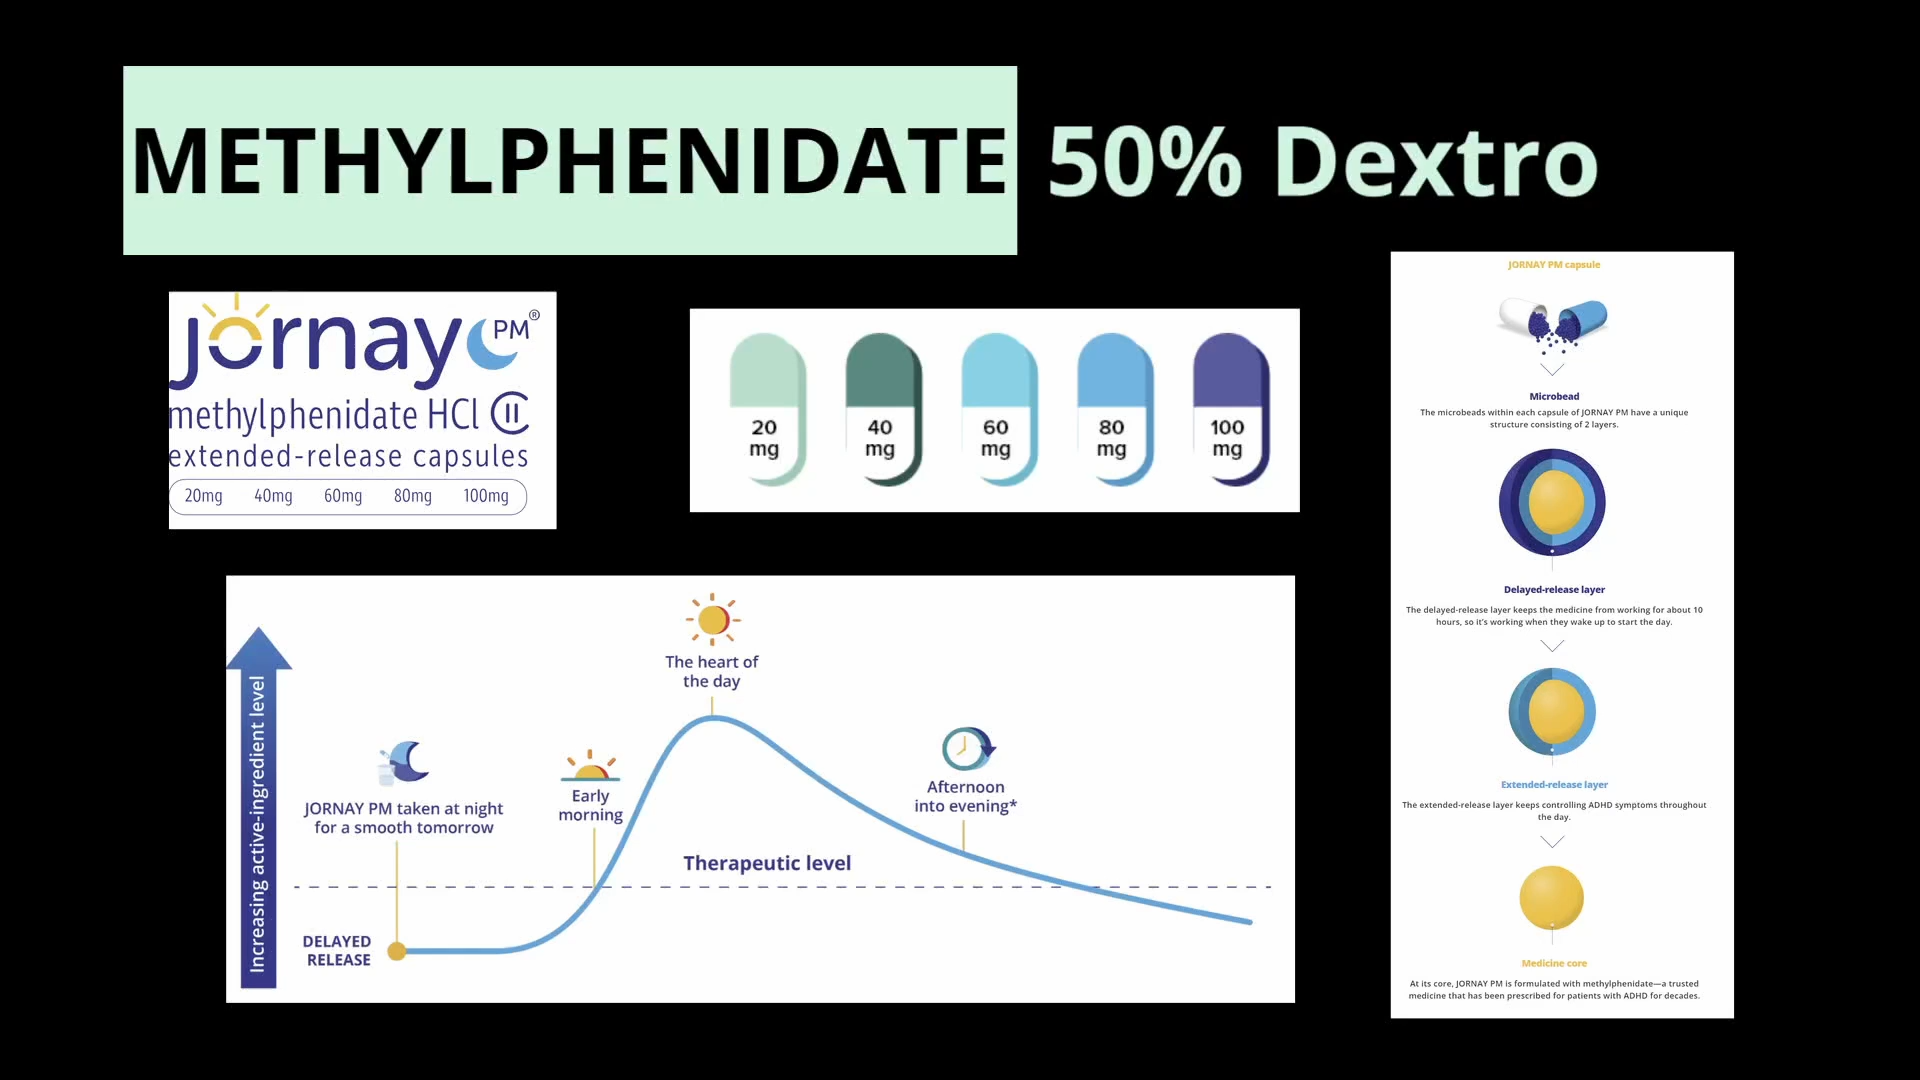 METHYLPHENIDATE 50% Dextro
jornay PM®
methylphenidate HCl CII
extended-release capsules
20mg 40mg 60mg 80mg 100mg
20 mg
40 mg
60 mg
80 mg
100 mg
JORNAY PM capsule
Microbead
The microbeads within each capsule of JORNAY PM have a unique
structure consisting of 2 layers.
Delayed-release layer
The delayed-release layer keeps the medicine from working for about 10
hours, so it's working when they wake up to start the day.
Extended-release layer
The extended-release layer keeps controlling ADHD symptoms throughout
the day.
Medicine core
At its core, JORNAY PM is formulated with methylphenidate—a trusted
medicine that has been prescribed for patients with ADHD for decades.
Increasing active-ingredient level
JORNAY PM taken at night
for a smooth tomorrow
Early
morning
The heart of
the day
Afternoon
into evening*
Therapeutic level
DELAYED
RELEASE